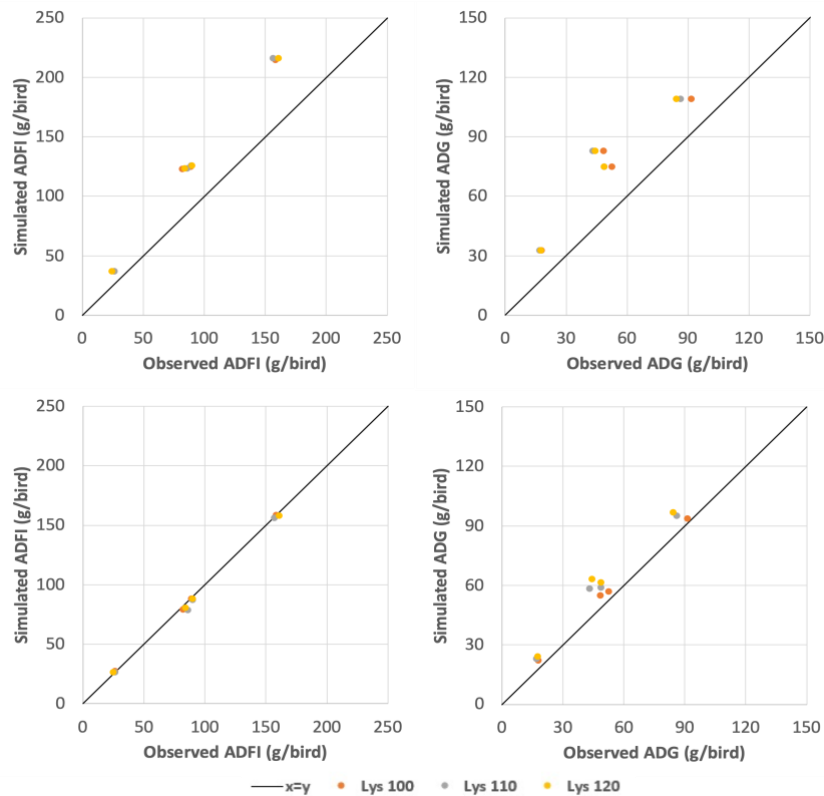 250
200
150
100
50
0
Simulated ADFI (g/bird)
0 50 100 150 200 250
Observed ADFI (g/bird)
150
120
90
60
30
0
Simulated ADG (g/bird)
0 30 60 90 120 150
Observed ADG (g/bird)
250
200
150
100
50
0
Simulated ADFI (g/bird)
0 50 100 150 200 250
Observed ADFI (g/bird)
150
120
90
60
30
0
Simulated ADG (g/bird)
0 30 60 90 120 150
Observed ADG (g/bird)
x=y Lys 100 Lys 110 Lys 120